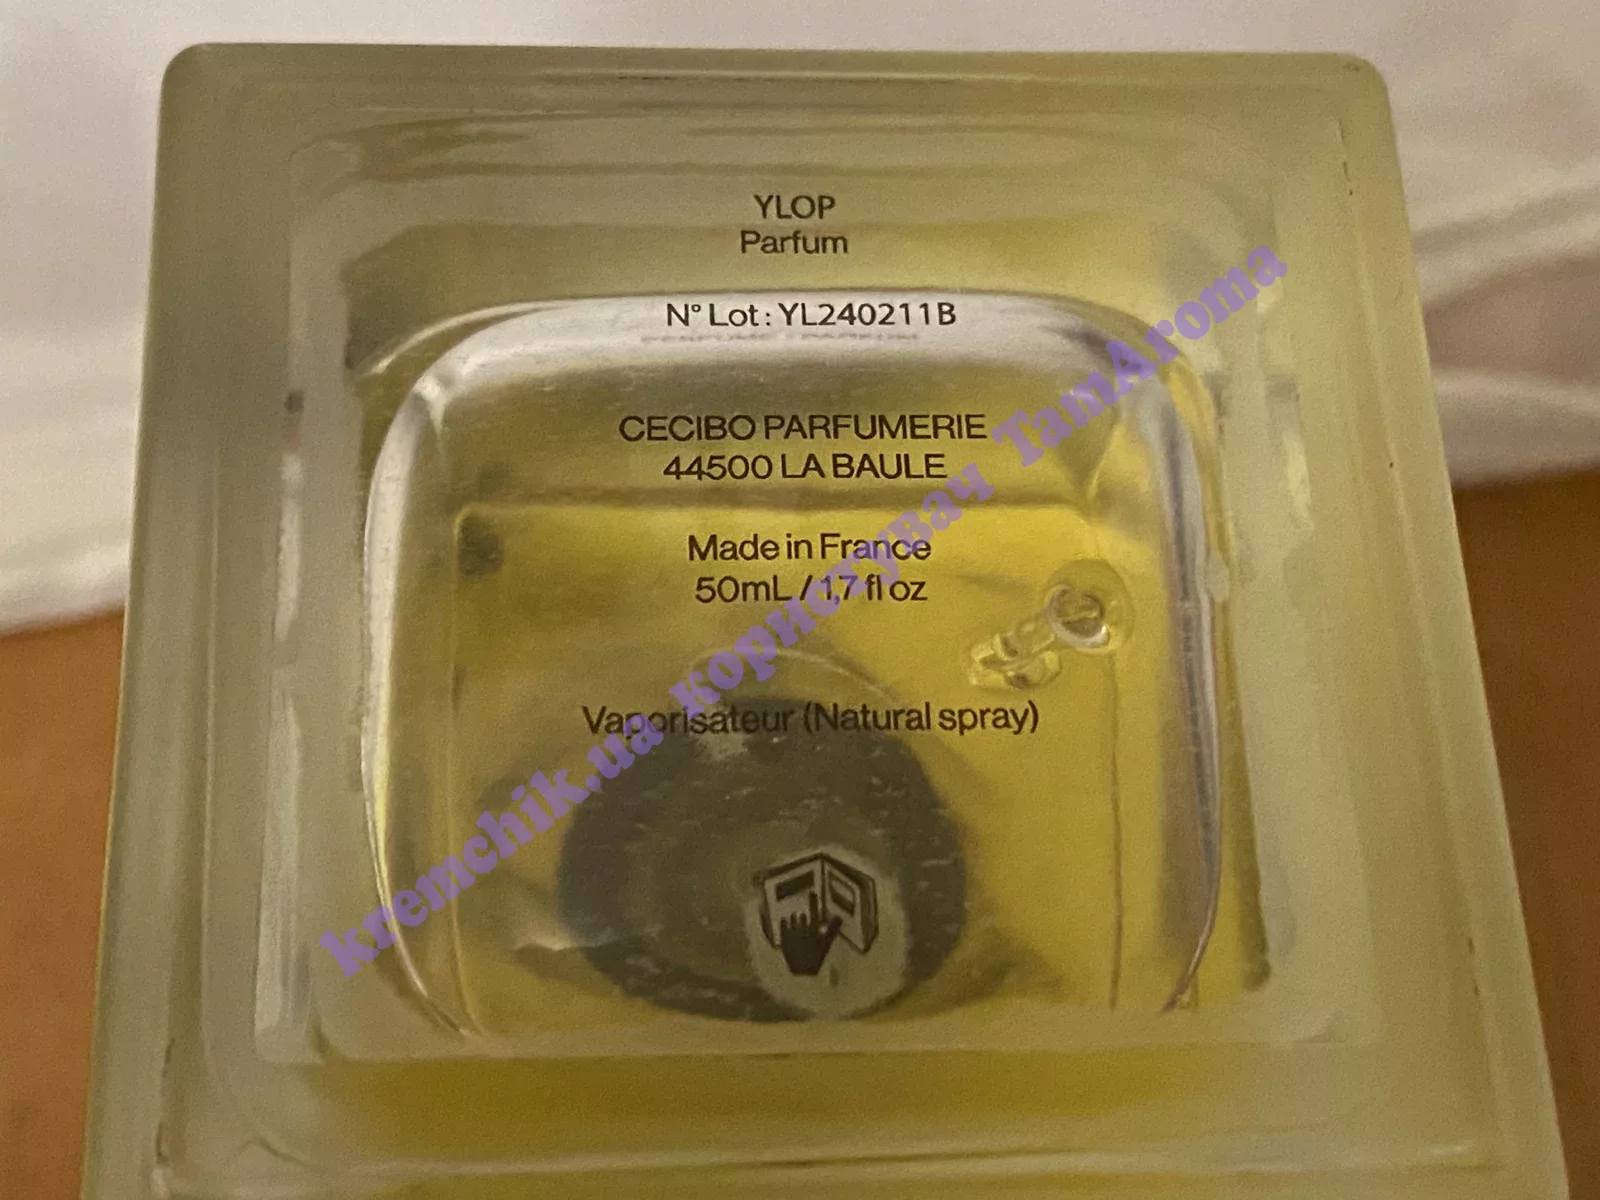 YLOP
Parfum
N° Lot : YL240211B
CECIBO PARFUMERIE
44500 LA BAULE
Made in France
50mL / 1,7 fl oz
Vaporisateur (Natural spray)
kremchik.ua користувач TamAroma